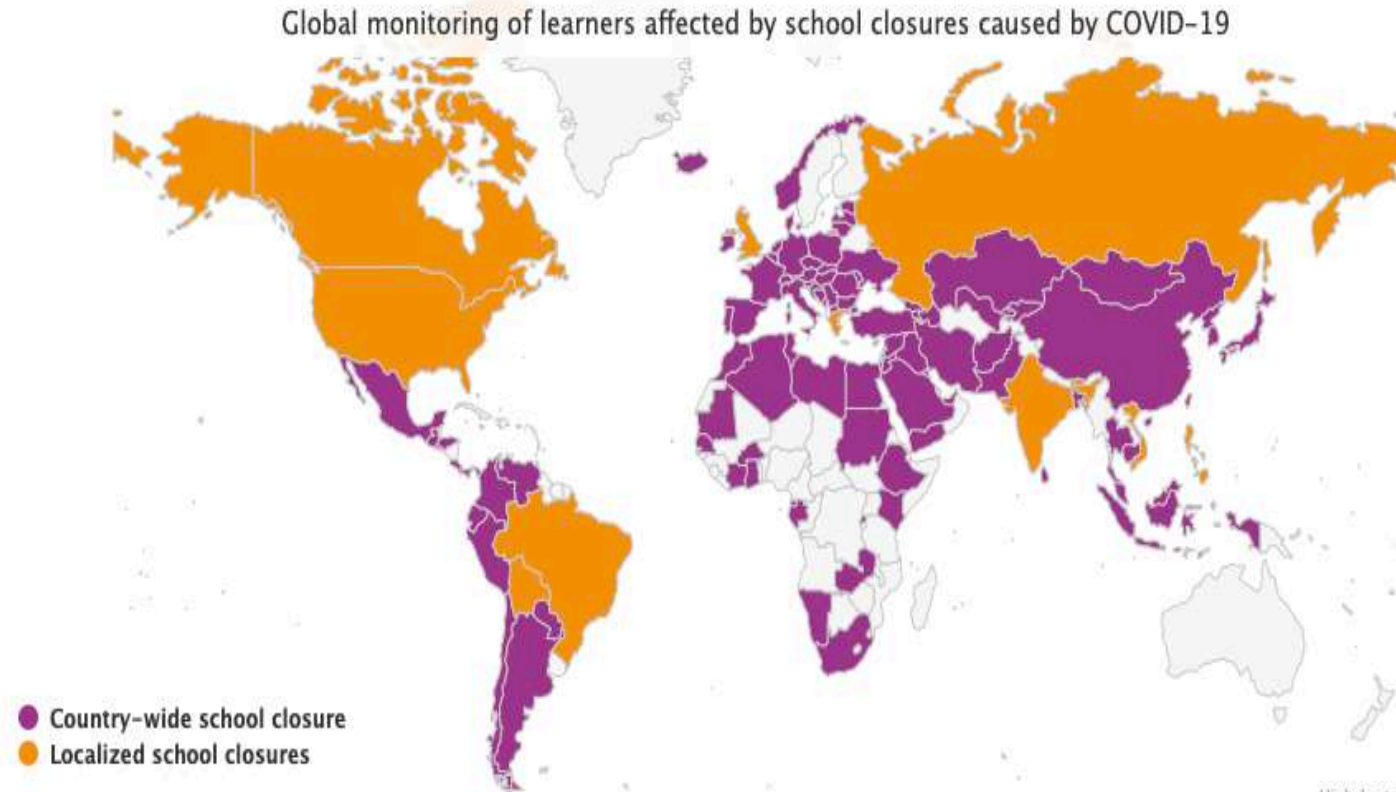 Global monitoring of learners affected by school closures caused by COVID-19
Country-wide school closure
Localized school closures